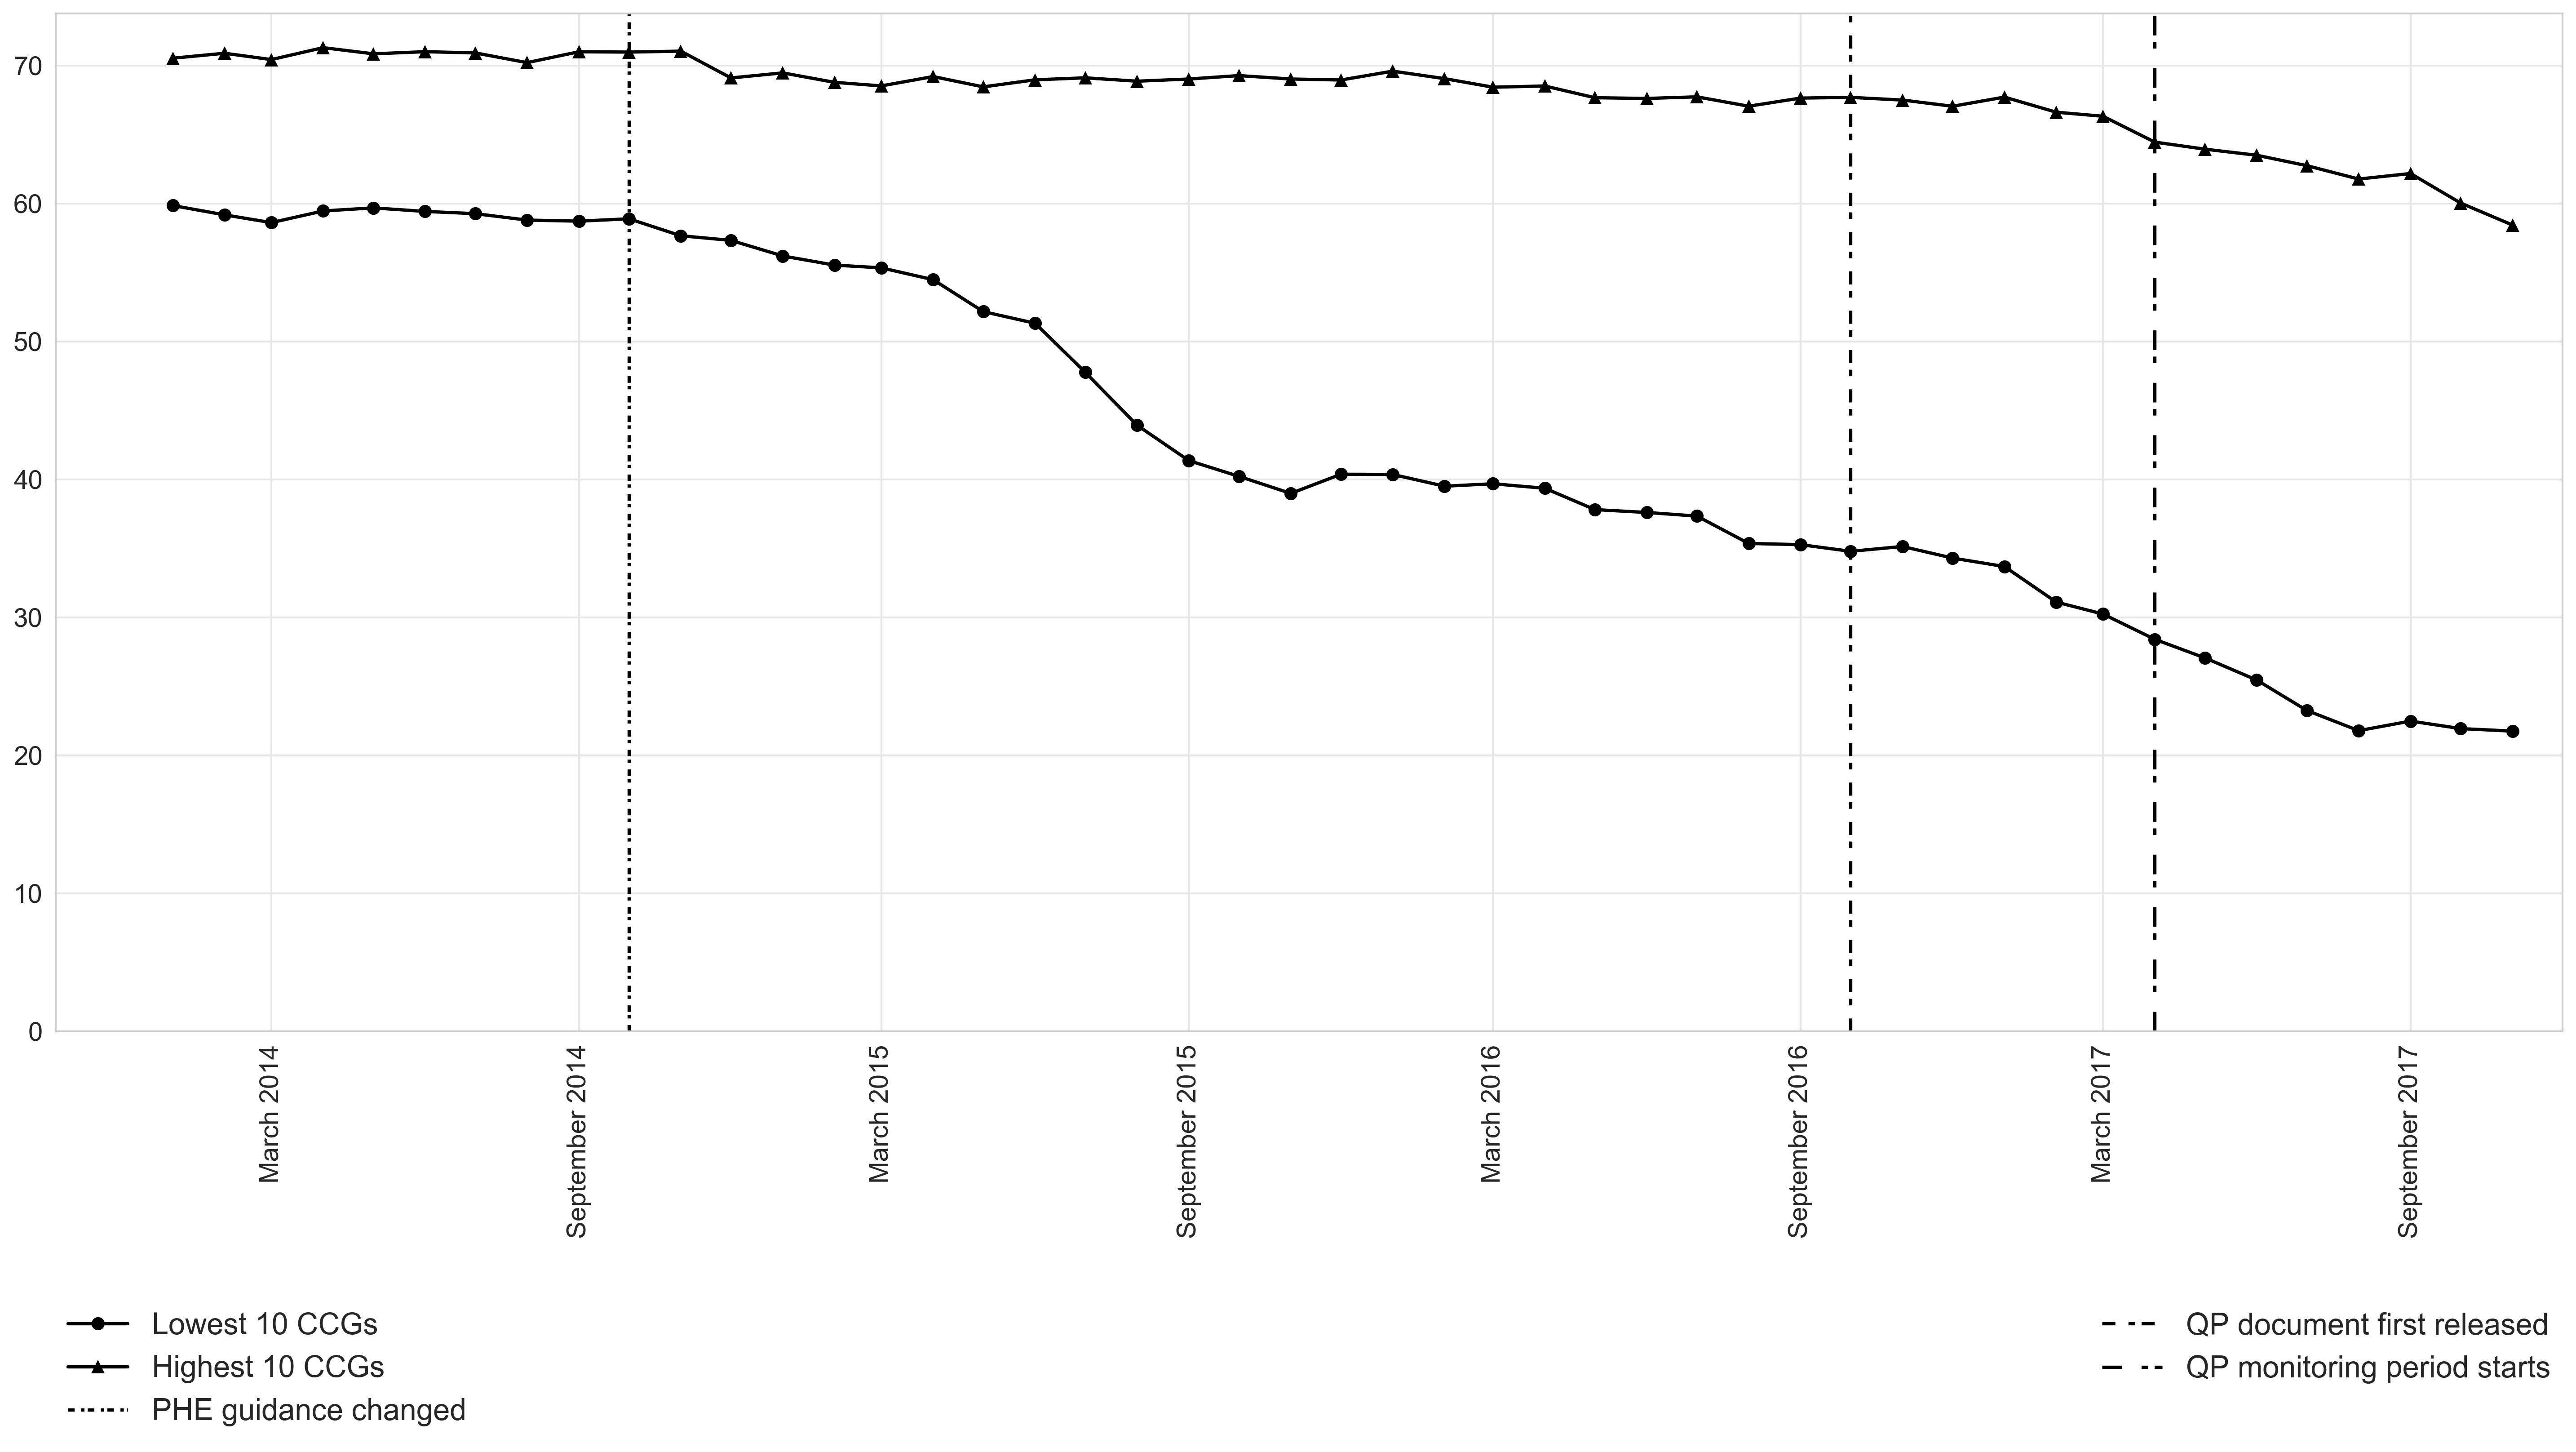 70
60
50
40
30
20
10
0
March 2014
September 2014
March 2015
September 2015
March 2016
September 2016
March 2017
September 2017
Lowest 10 CCGs
Highest 10 CCGs
PHE guidance changed
QP document first released
QP monitoring period starts